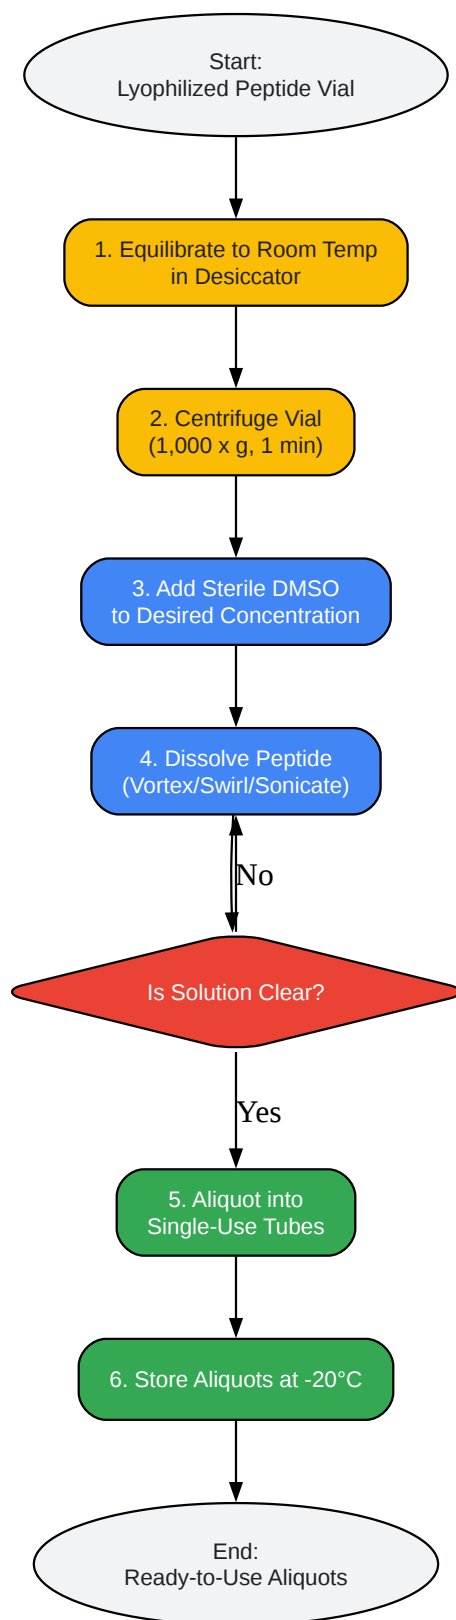 Start:
Lyophilized Peptide Vial
1. Equilibrate to Room Temp
in Desiccator
2. Centrifuge Vial
(1,000 x g, 1 min)
3. Add Sterile DMSO
to Desired Concentration
4. Dissolve Peptide
(Vortex/Swirl/Sonicate)
No
Is Solution Clear?
Yes
5. Aliquot into
Single-Use Tubes
6. Store Aliquots at -20°C
End:
Ready-to-Use Aliquots